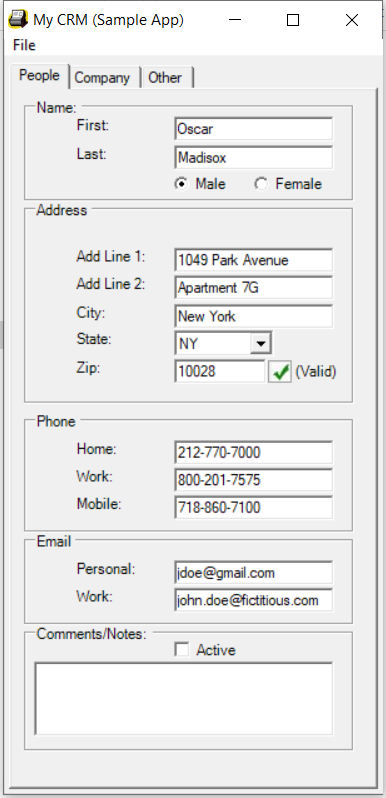 My CRM (Sample App)
File
People Company Other
Name:
First: Oscar
Last: Madisox
Male Female
Address
Add Line 1: 1049 Park Avenue
Add Line 2: Apartment 7G
City: New York
State: NY
Zip: 10028 (Valid)
Phone
Home: 212-770-7000
Work: 800-201-7575
Mobile: 718-860-7100
Email
Personal: jdoe@gmail.com
Work: john.doe@fictitious.com
Comments/Notes:
Active